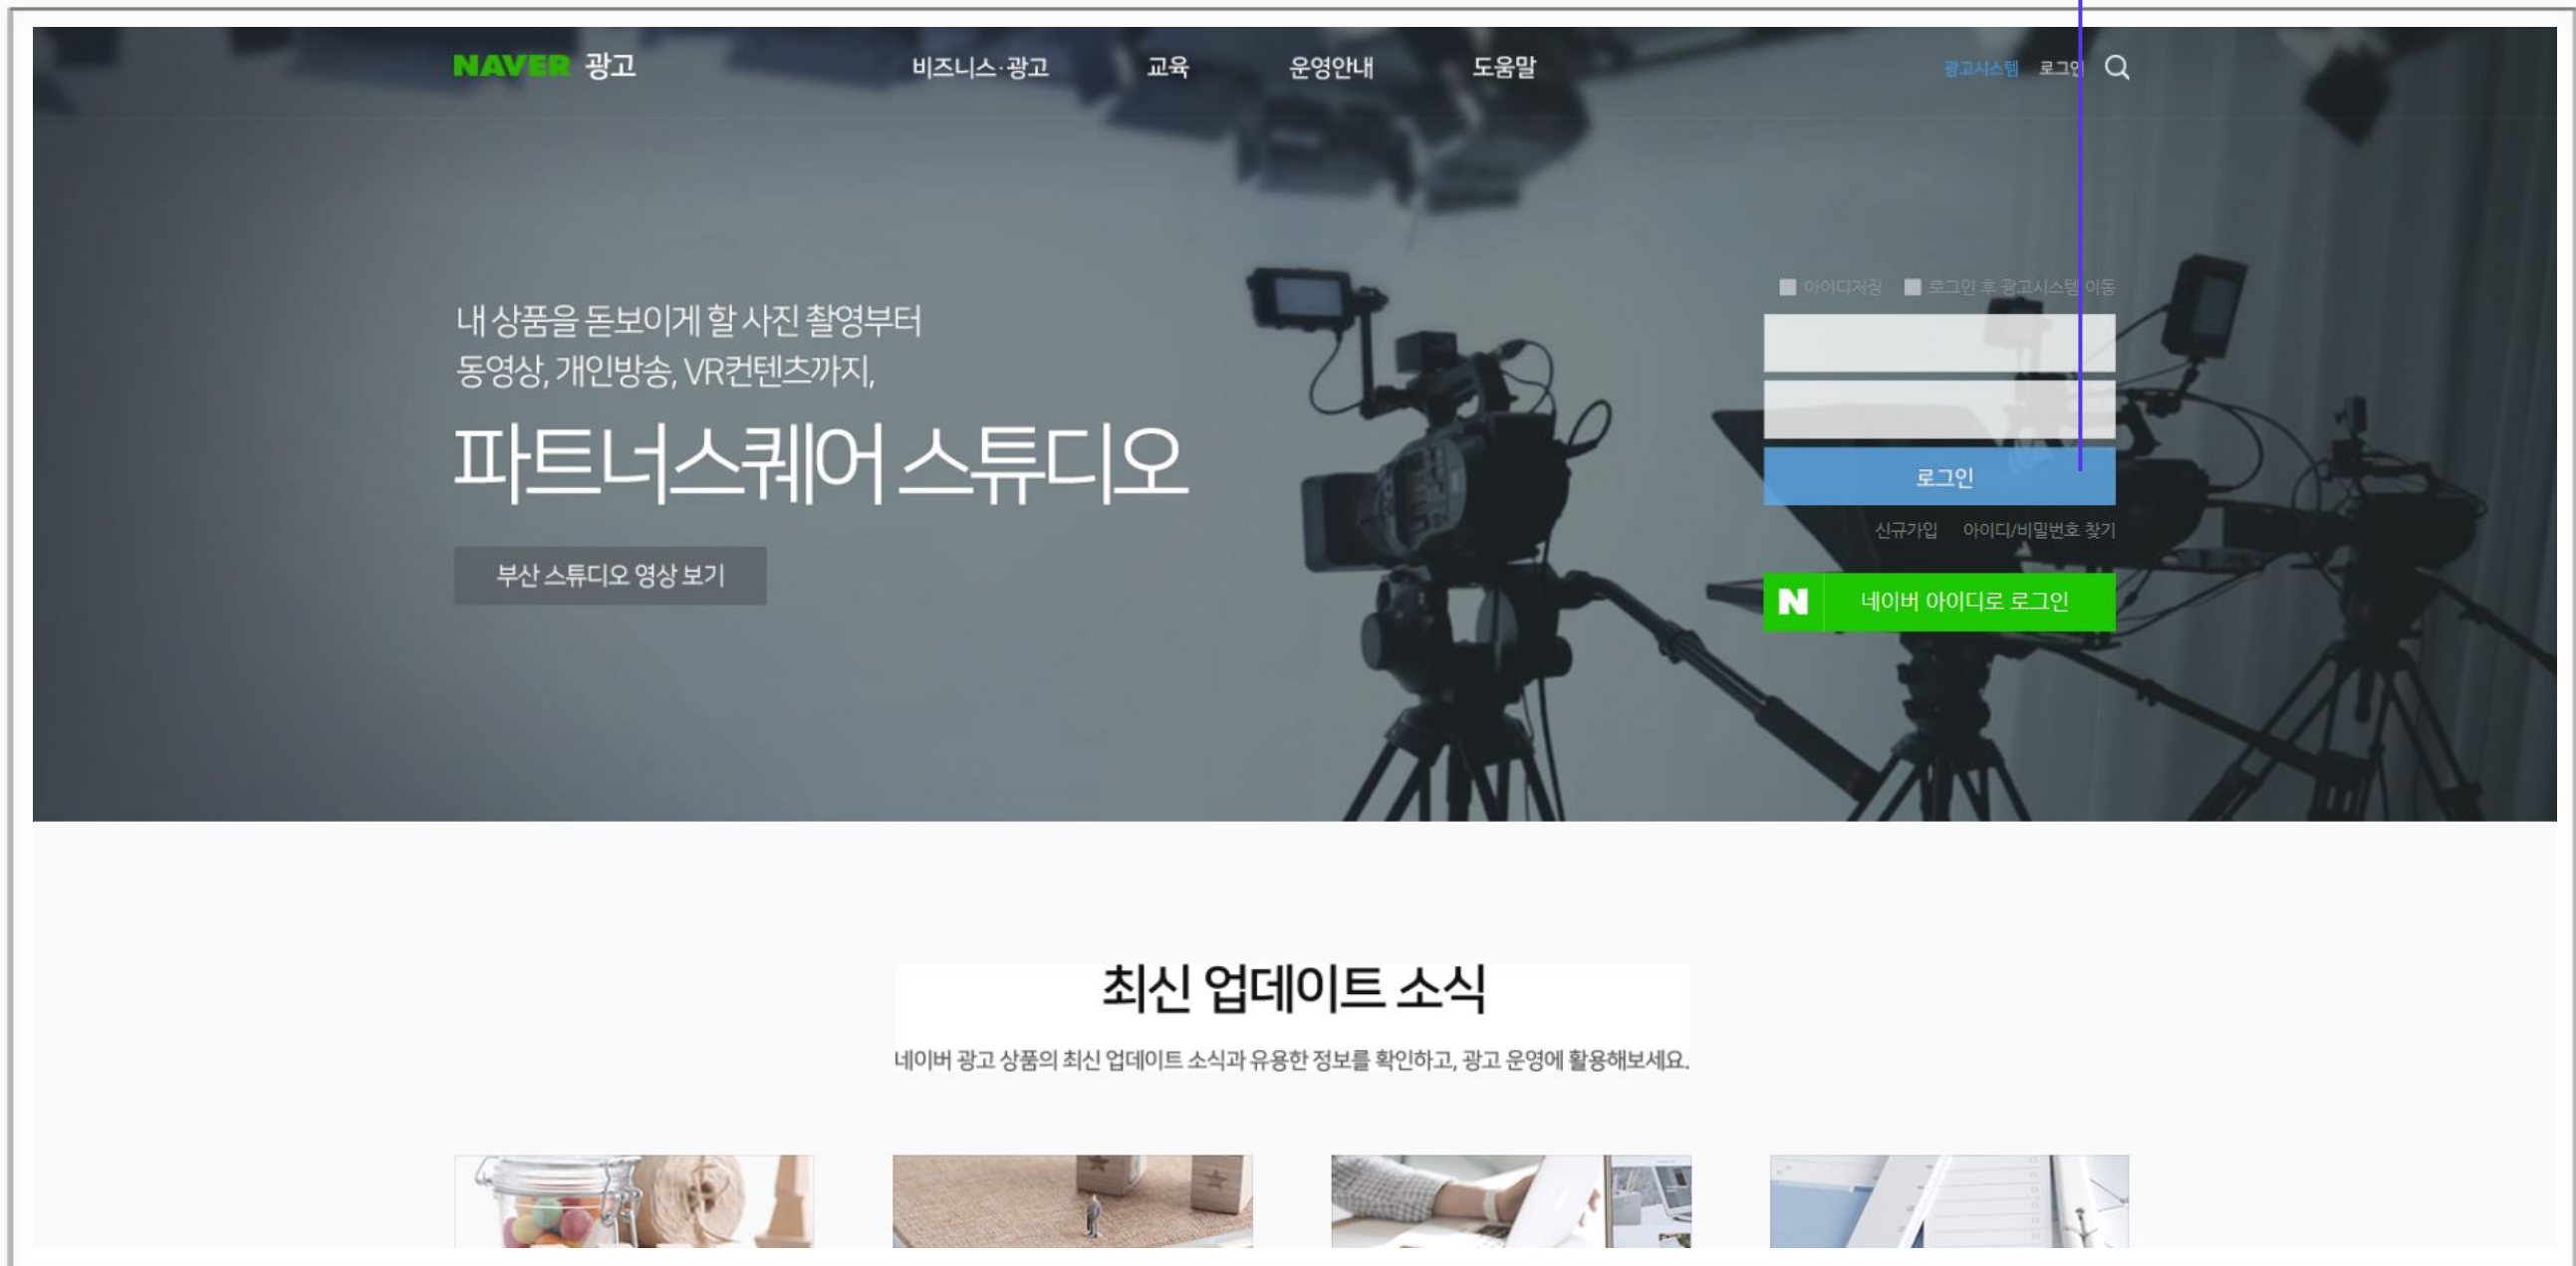 NAVER 광고
비즈니스·광고
교육
운영안내
도움말
광고시스템
로그인
내 상품을 돋보이게 할 사진 촬영부터
동영상, 개인방송, VR컨텐츠까지,
파트너스퀘어 스튜디오
부산 스튜디오 영상 보기
아이디저장
로그인 후 광고시스템 이동
로그인
신규가입
아이디/비밀번호 찾기
N 네이버 아이디로 로그인
최신 업데이트 소식
네이버 광고 상품의 최신 업데이트 소식과 유용한 정보를 확인하고, 광고 운영에 활용해보세요.